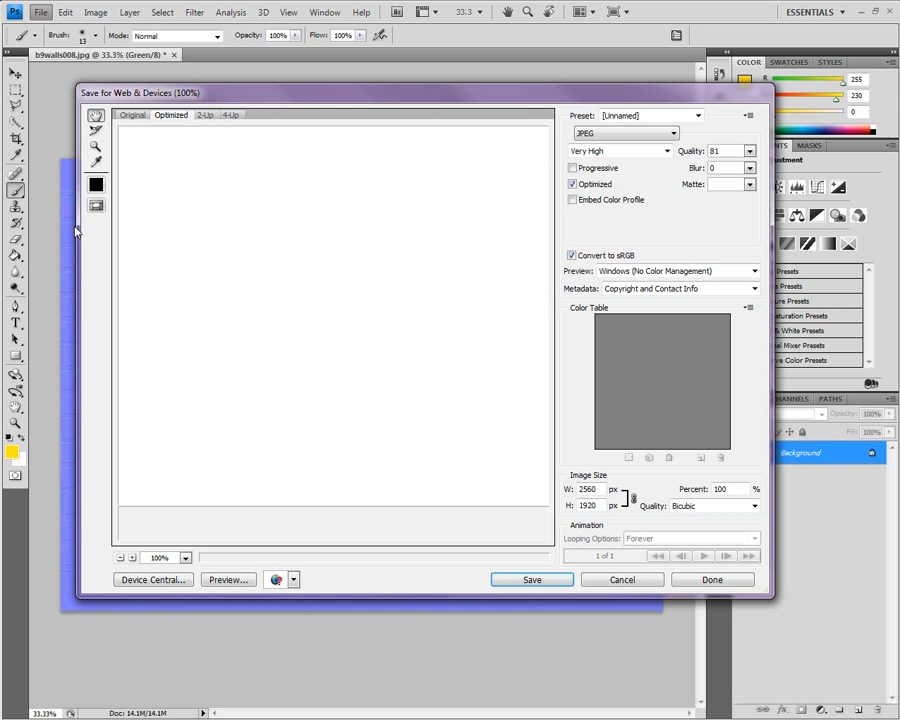 Ps File Edit Image Layer Select Filter Analysis 3D View Window Help Br 33.3 ESSENTIALS
Brush: 13 Mode: Normal Opacity: 100% Flow: 100%
b9walls008.jpg @ 33.3% (Green/8) *
COLOR SWATCHES STYLES
R 255
230
0
MASKS
Save for Web & Devices (100%)
Original Optimized 2-Up 4-Up
Preset: [Unnamed]
JPEG
Very High Quality: 81
Progressive Blur: 0
Optimized Matte:
Embed Color Profile
Convert to sRGB
Preview: Windows (No Color Management)
Metadata: Copyright and Contact Info
Color Table
Image Size
W: 2560 px Percent: 100 %
H: 1920 px Quality: Bicubic
Animation
Looping Options: Forever
1 of 1
100%
Device Central... Preview... Save Cancel Done
Presets
Presets
Presets
Presets
& White Presets
Mixer Presets
Color Presets
PATHS
Opacity: 100%
Fill: 100%
Background
33.33% Doc: 14.1M/14.1M